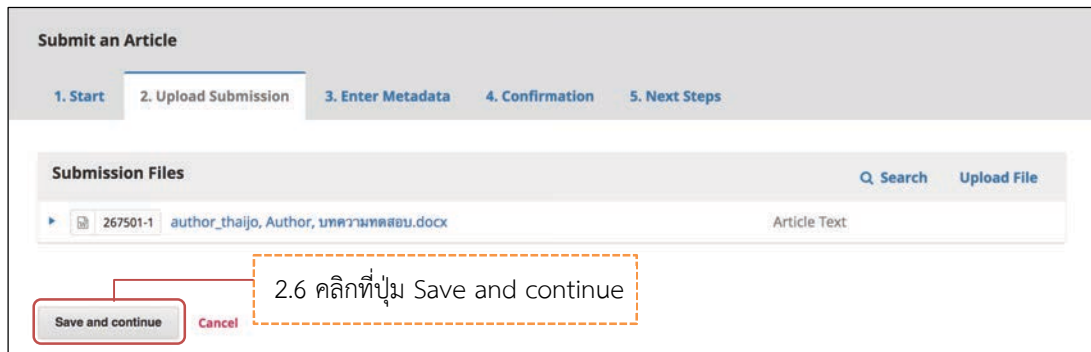 Submit an Article
1. Start 2. Upload Submission 3. Enter Metadata 4. Confirmation 5. Next Steps
Submission Files Search Upload File
267501-1 author_thaijo, Author, บทความทดสอบ.docx Article Text
2.6 คลิกที่ปุ่ม Save and continue
Save and continue Cancel